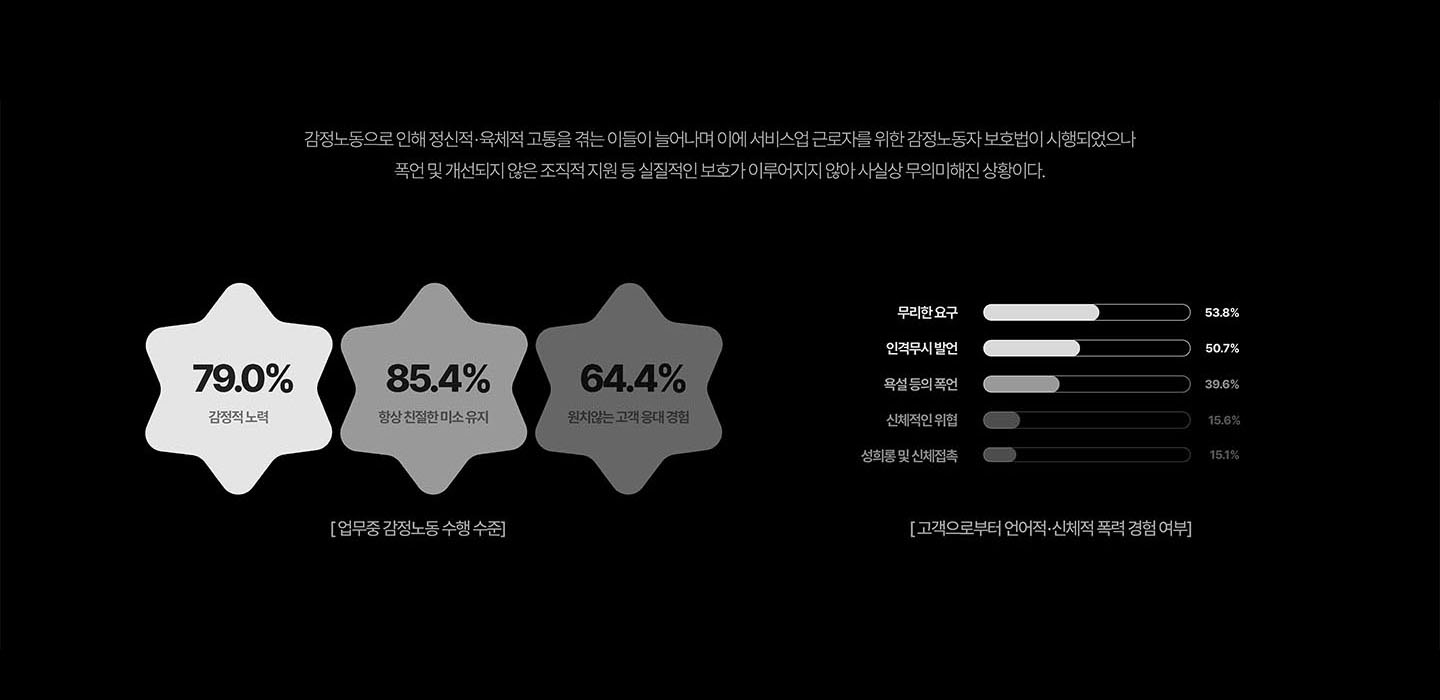 감정노동으로 인해 정신적·육체적 고통을 겪는 이들이 늘어나며 이에 서비스업 근로자를 위한 감정노동자 보호법이 시행되었으나
폭언 및 개선되지 않은 조직적 지원 등 실질적인 보호가 이루어지지 않아 사실상 무의미해진 상황이다.
79.0%
감정적 노력
85.4%
항상 친절한 미소 유지
64.4%
원치않는 고객 응대 경험
[ 업무중 감정노동 수행 수준]
무리한 요구 53.8%
인격무시 발언 50.7%
욕설 등의 폭언 39.6%
신체적인 위협 15.6%
성희롱 및 신체접촉 15.1%
[ 고객으로부터 언어적·신체적 폭력 경험 여부]